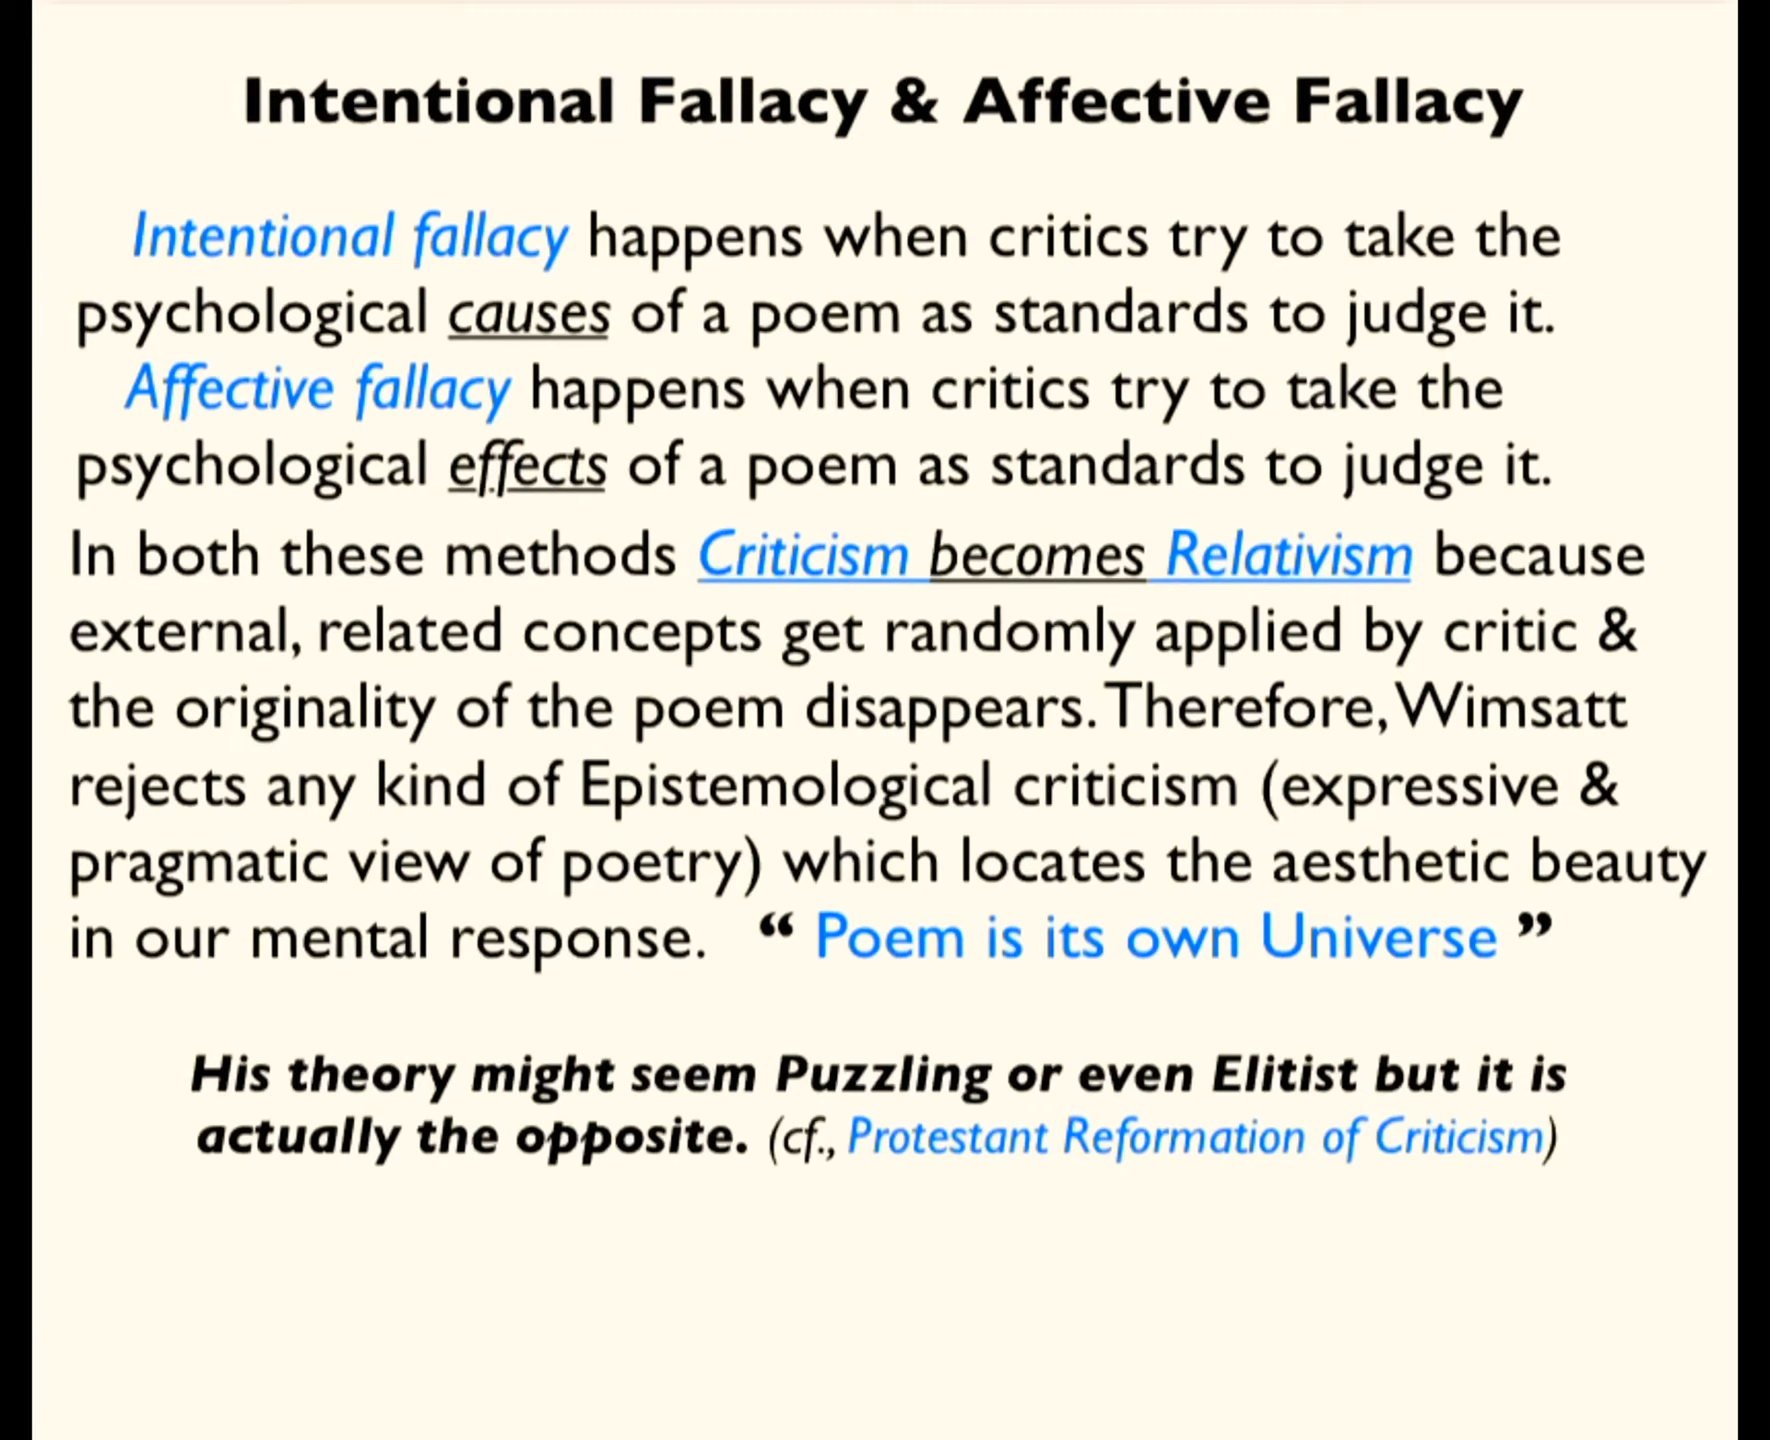 Intentional Fallacy & Affective Fallacy
Intentional fallacy happens when critics try to take the
psychological causes of a poem as standards to judge it.
Affective fallacy happens when critics try to take the
psychological effects of a poem as standards to judge it.
In both these methods Criticism becomes Relativism because
external, related concepts get randomly applied by critic &
the originality of the poem disappears. Therefore, Wimsatt
rejects any kind of Epistemological criticism (expressive &
pragmatic view of poetry) which locates the aesthetic beauty
in our mental response. “ Poem is its own Universe ”
His theory might seem Puzzling or even Elitist but it is
actually the opposite. (cf., Protestant Reformation of Criticism)